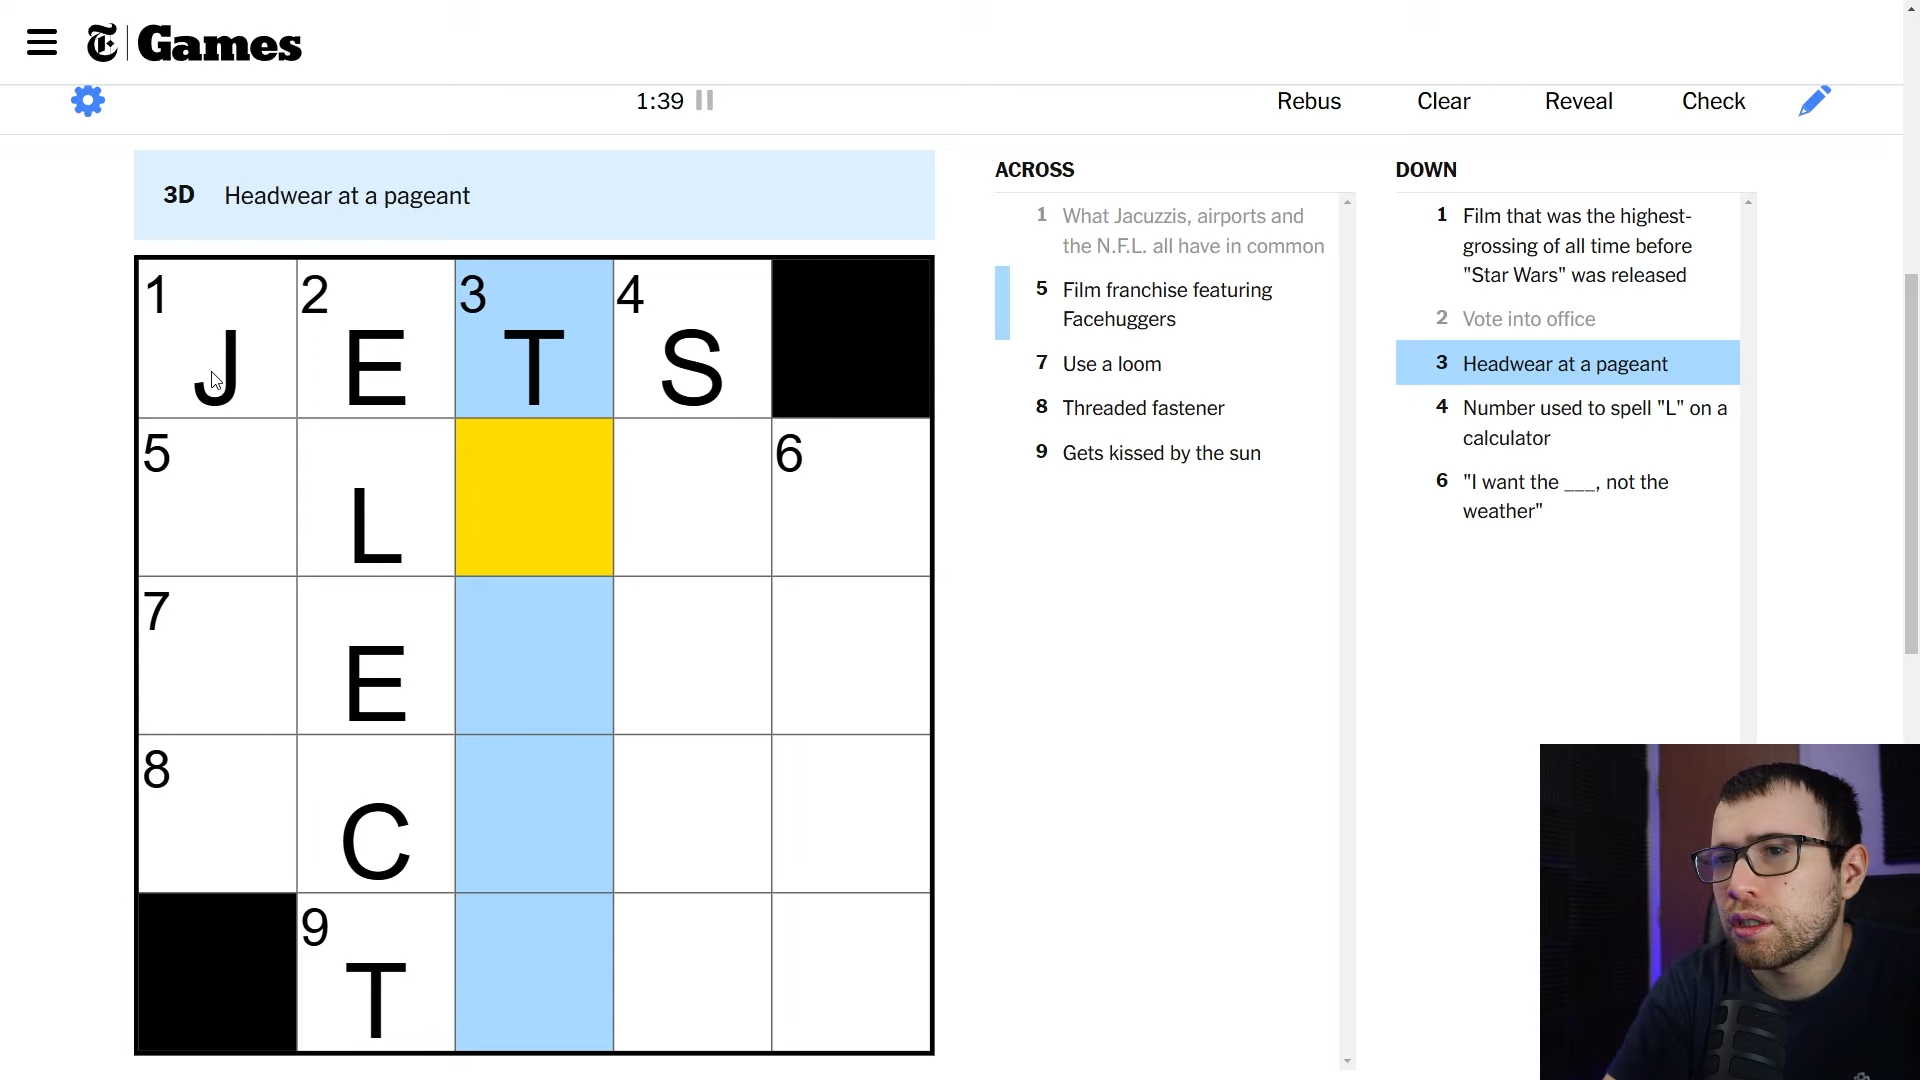 T Games
1:39
Rebus
Clear
Reveal
Check
3D Headwear at a pageant
1 2 3 4
J E T S
5 6
L
7
E
8
C
9
T
ACROSS
1 What Jacuzzis, airports and
the N.F.L. all have in common
5 Film franchise featuring
Facehuggers
7 Use a loom
8 Threaded fastener
9 Gets kissed by the sun
DOWN
1 Film that was the highest-
grossing of all time before
"Star Wars" was released
2 Vote into office
3 Headwear at a pageant
4 Number used to spell "L" on a
calculator
6 "I want the ___, not the
weather"